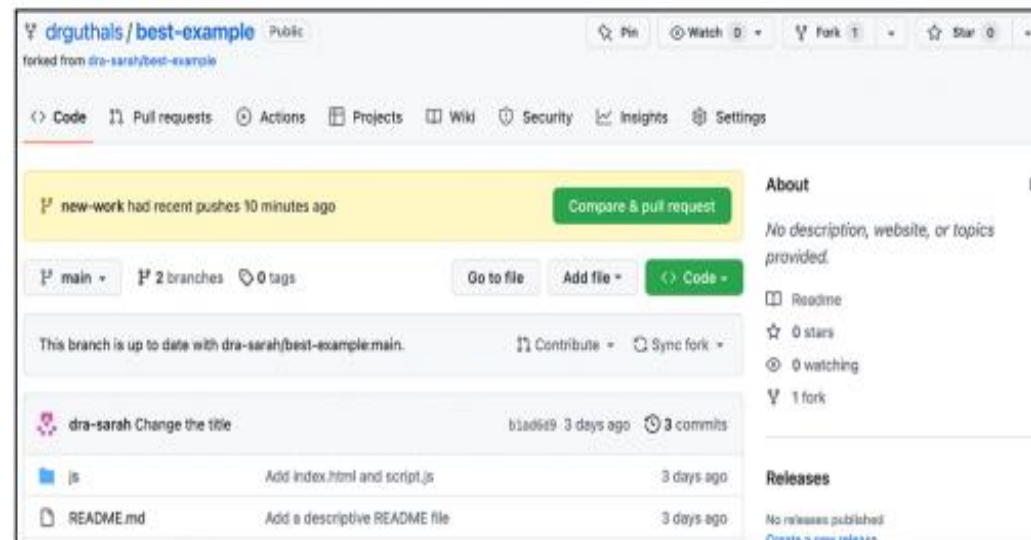 drguthals / best-example Public
Pin Watch 0 Fork 1 Star 0
forked from dra-sarah/best-example
Code Pull requests Actions Projects Wiki Security Insights Settings
new-work had recent pushes 10 minutes ago Compare & pull request
main 2 branches 0 tags Go to file Add file Code
This branch is up to date with dra-sarah/best-example:main. Contribute Sync fork
dra-sarah Change the title 3 days ago 3 commits
js Add index.html and script.js 3 days ago
README.md Add a descriptive README file 3 days ago
About
No description, website, or topics
provided.
Readme
0 stars
0 watching
1 fork
Releases
No releases published
Create a new release